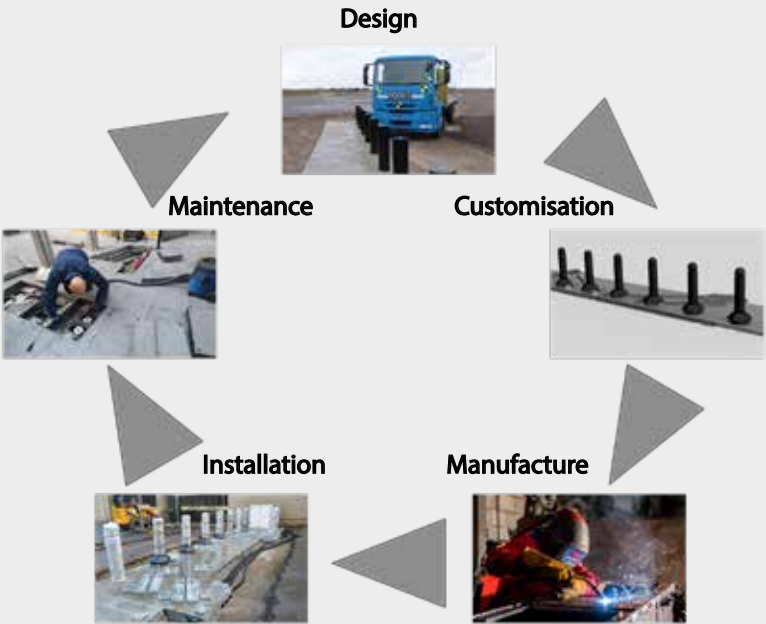 Design
Maintenance
Customisation
Installation
Manufacture